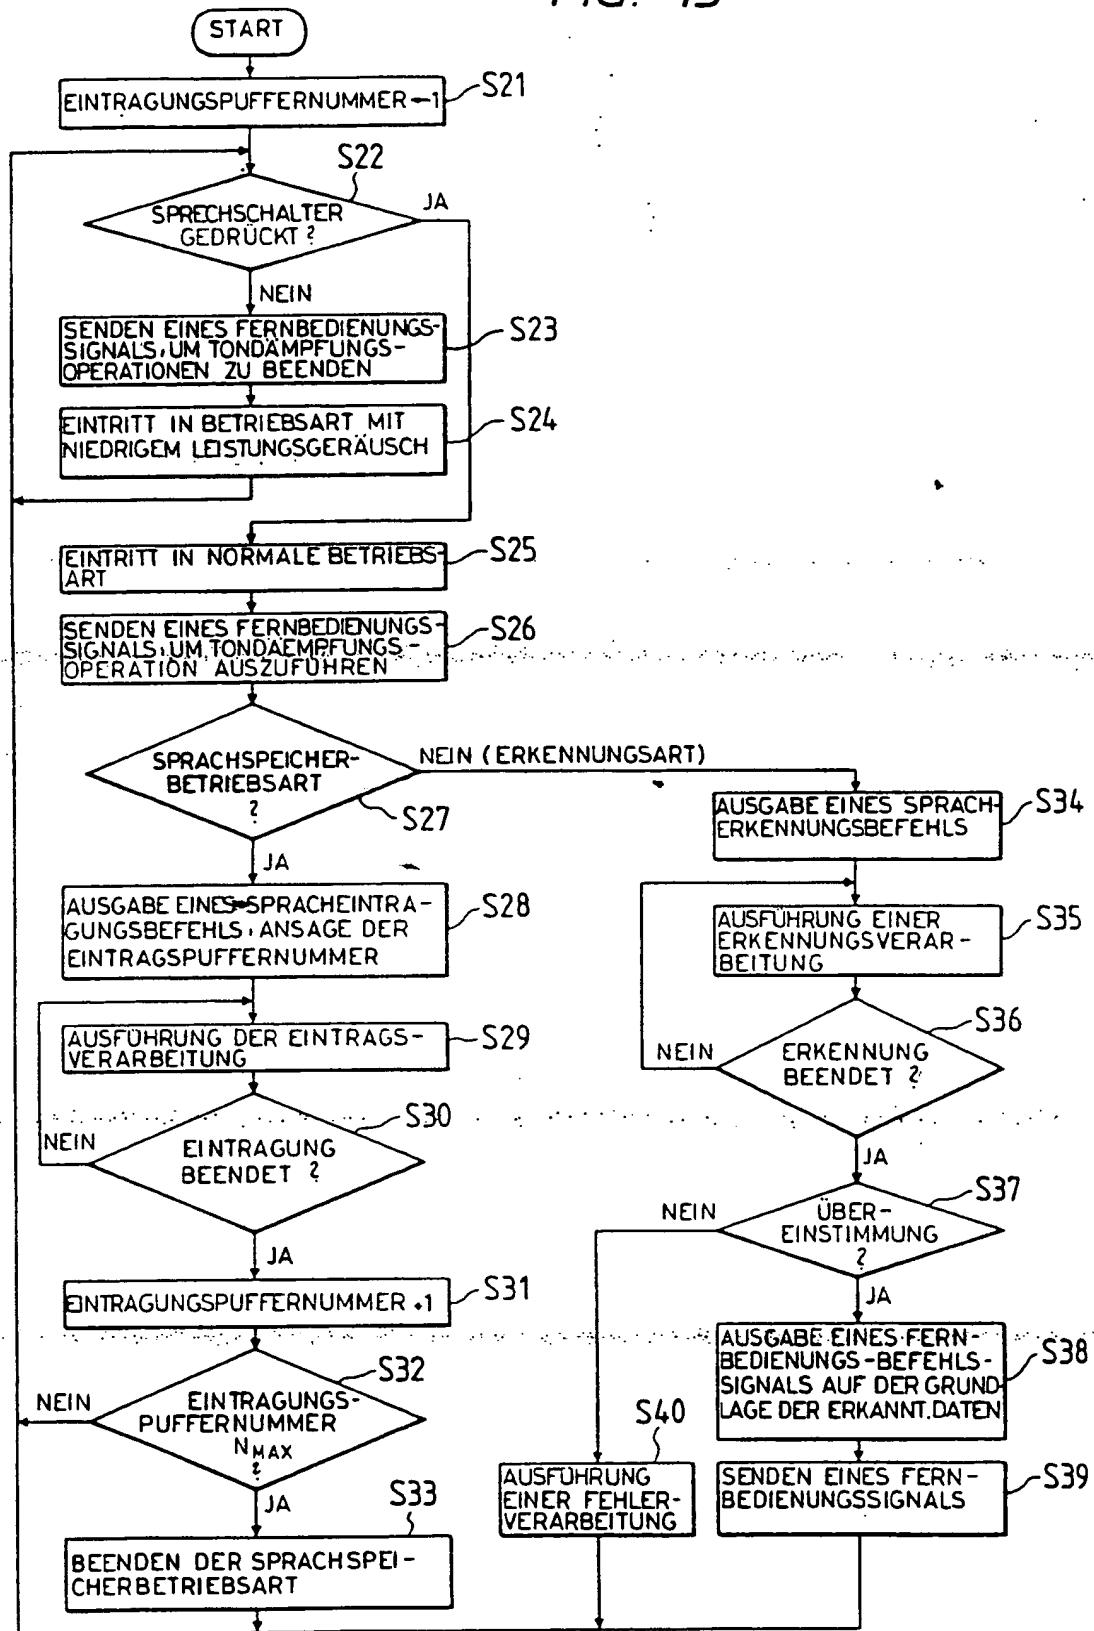 START
EINTRAGUNGSPUFFERNUMMER ←1
S21
S22
SPRECHSCHALTER
GEDRÜCKT ?
JA
NEIN
SENDEN EINES FERNBEDIENUNGS-
SIGNALS, UM TONDÄMPFUNGS-
OPERATIONEN ZU BEENDEN
S23
EINTRITT IN BETRIEBSART MIT
NIEDRIGEM LEISTUNGSGERÄUSCH
S24
EINTRITT IN NORMALE BETRIEBS-
ART
S25
SENDEN EINES FERNBEDIENUNGS-
SIGNALS, UM TONDAEMPFUNGS-
OPERATION AUSZUFÜHREN
S26
SPRACHSPEICHER-
BETRIEBSART
?
S27
NEIN (ERKENNUNGSART)
JA
AUSGABE EINES SPRACHEINTRA-
GUNGSBEFEHLS, ANSAGE DER
EINTRAGSPUFFERNUMMER
S28
AUSFÜHRUNG DER EINTRAGS-
VERARBEITUNG
S29
S30
EINTRAGUNG
BEENDET ?
NEIN
JA
EINTRAGUNGSPUFFERNUMMER +1
S31
S32
EINTRAGUNGS-
PUFFERNUMMER
NMAX
?
NEIN
JA
S33
BEENDEN DER SPRACHSPEI-
CHERBETRIEBSART
AUSGABE EINES SPRACH-
ERKENNUNGSBEFEHLS
S34
AUSFÜHRUNG EINER
ERKENNUNGSVERAR-
BEITUNG
S35
S36
ERKENNUNG
BEENDET ?
NEIN
JA
S37
ÜBER-
EINSTIMMUNG
?
NEIN
JA
AUSGABE EINES FERN-
BEDIENUNGS-BEFEHLS-
SIGNALS AUF DER GRUND
LAGE DER ERKANNT. DATEN
S38
S40
AUSFÜHRUNG
EINER FEHLER-
VERARBEITUNG
SENDEN EINES FERN-
BEDIENUNGSSIGNALS
S39